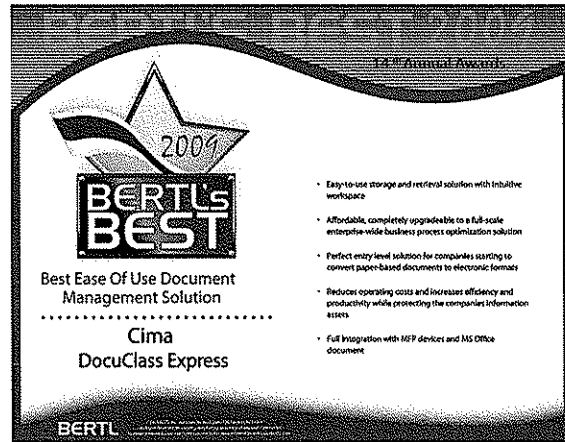 14th Annual Awards
2009
BERTL's
BEST
Best Ease Of Use Document
Management Solution
Cima
DocuClass Express
• Easy-to-use storage and retrieval solution with intuitive
workspace
• Affordable, completely upgradeable to a full-scale
enterprise-wide business process optimization solution
• Perfect entry level solution for companies starting to
convert paper-based documents to electronic formats
• Reduces operating costs and increases efficiency and
productivity while protecting the companies information
assets
• Full integration with MFP devices and MS Office
document
BERTL